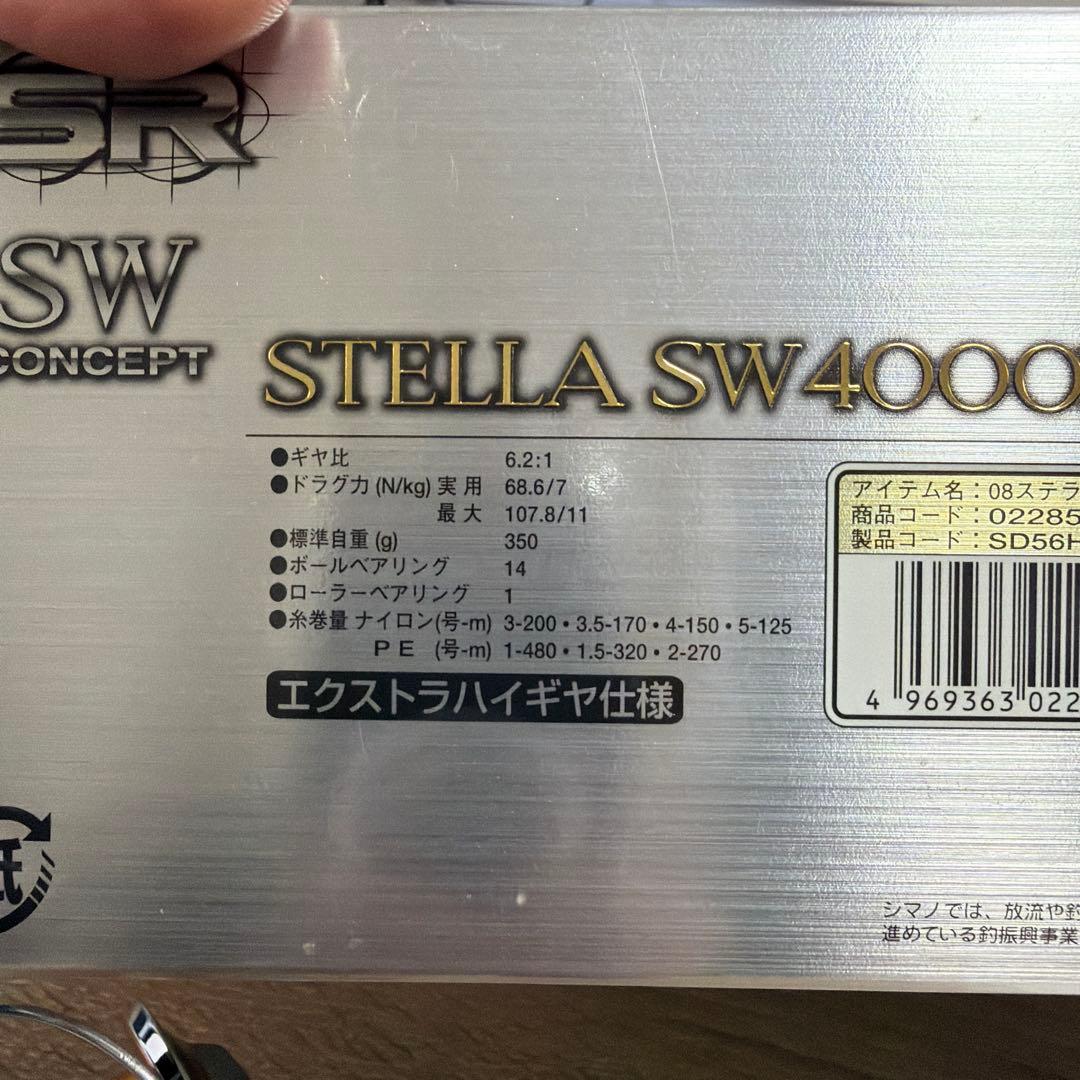 SR
SW
CONCEPT
STELLA SW4000
●ギヤ比 6.2:1
●ドラグ力(N/kg) 実用 68.6/7
最大 107.8/11
●標準自重(g) 350
●ボールベアリング 14
●ローラーベアリング 1
●糸巻量 ナイロン(号-m) 3-200・3.5-170・4-150・5-125
PE (号-m) 1-480・1.5-320・2-270
エクストラハイギヤ仕様
アイテム名：08ステラ
商品コード：02285
製品コード：SD56H
4 969363 022
シマノでは、放流や釣
進めている釣振興事業